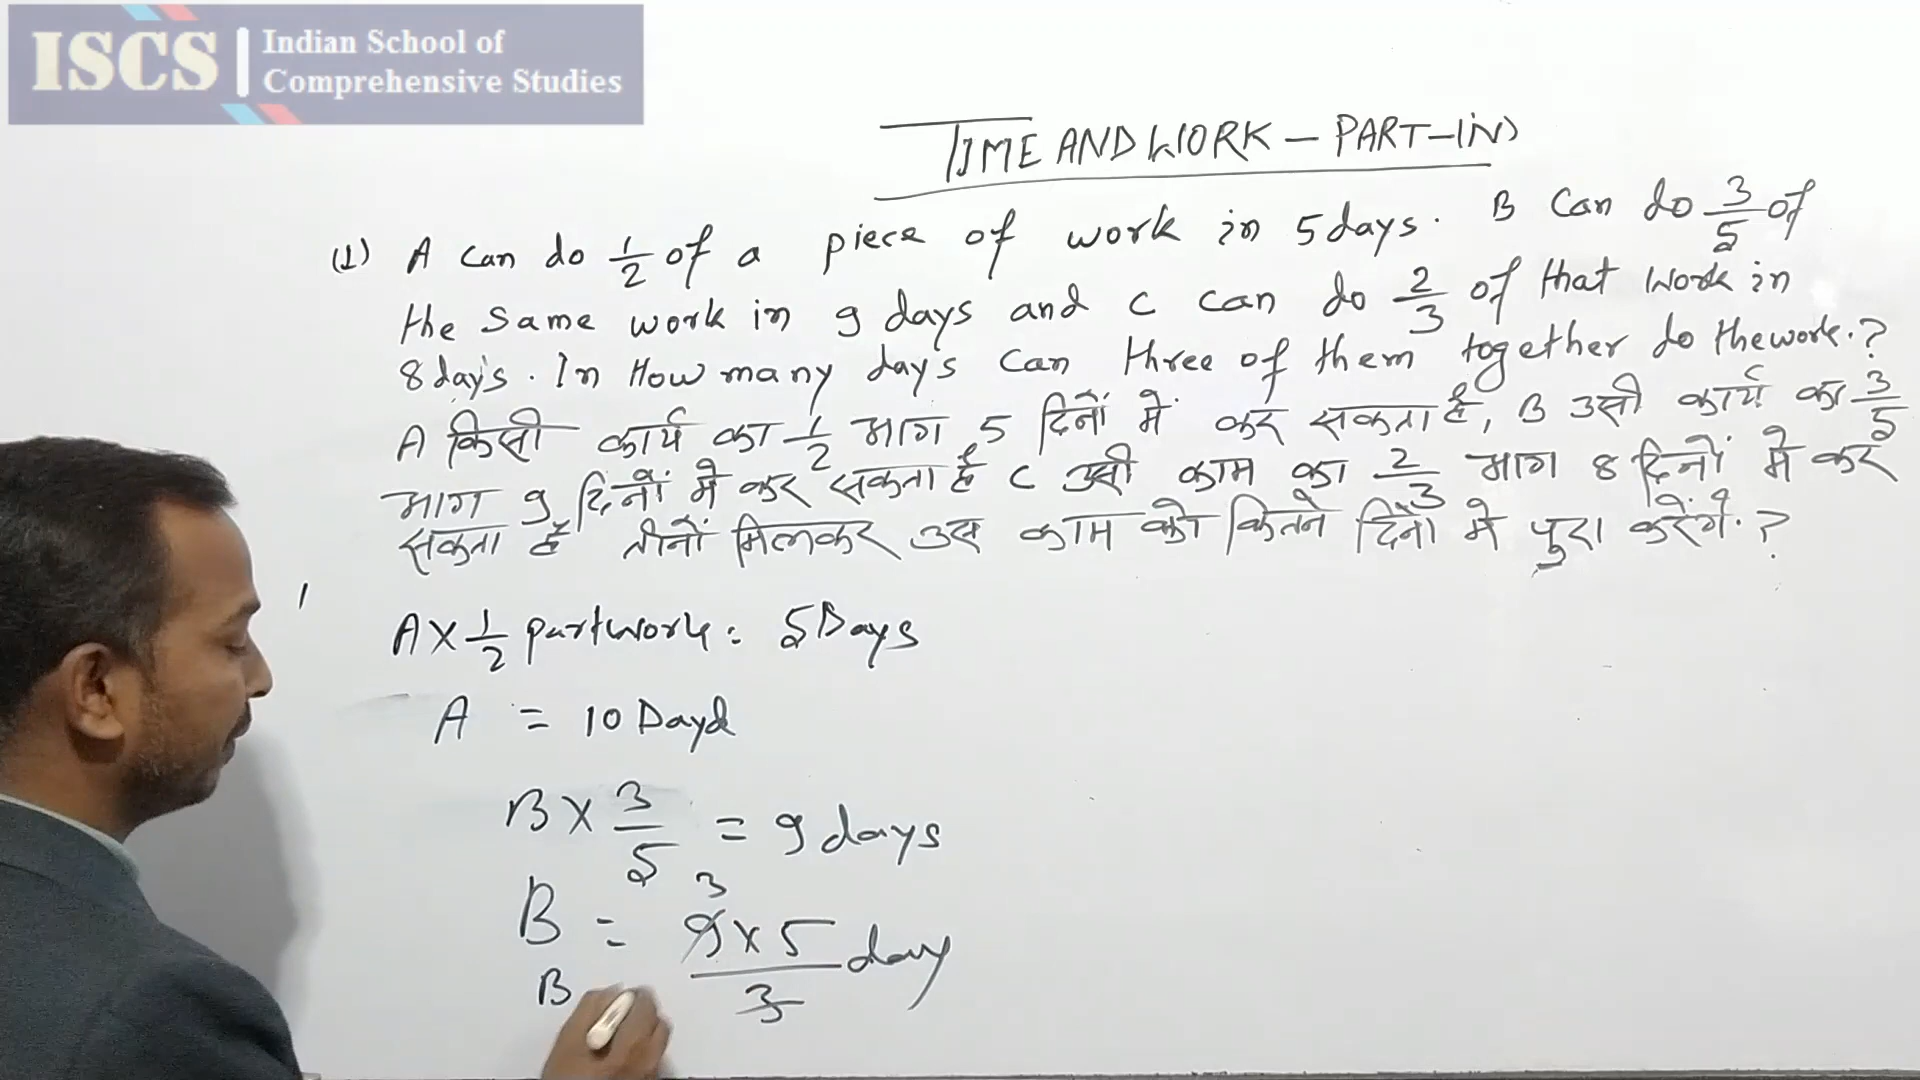 ISCS
Indian School of
Comprehensive Studies
TIME AND WORK - PART-
(1) A can do 1/2 of a piece of work in 5 days. B can do 3/5 of
the same work in 9 days and C can do 2/3 of that work in
8 days. In How many days can three of them together do the work.?
A किसी कार्य का 1/2 भाग 5 दिनों में कर सकता है, B उसी कार्य का 3/5
भाग 9 दिनों में कर सकता है C उसी काम का 2/3 भाग 8 दिनों में कर
सकता है तीनों मिलकर उस काम को कितने दिनों में पुरा करेंगे.?
A × 1/2 part work = 5 Days
A = 10 Days
B × 3/5 = 9 days
3
B = 9 × 5 / 3 day
B